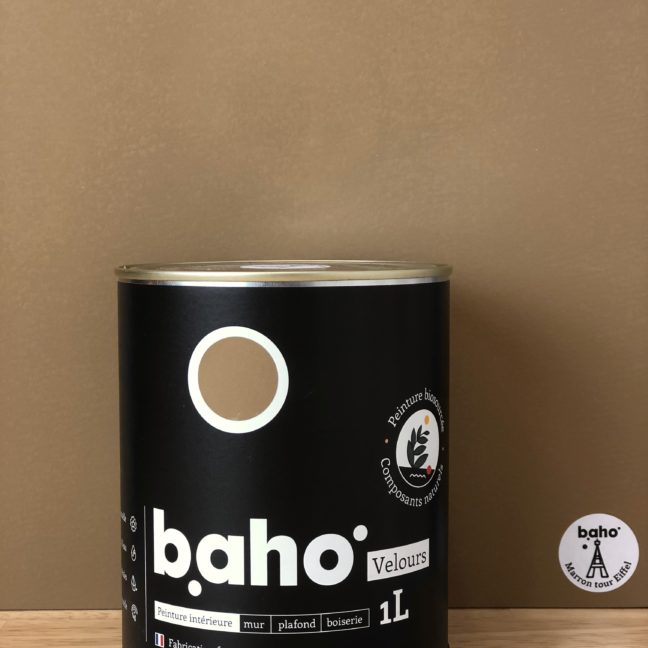 Peinture biosourcée
Composants naturels
baho
Velours
Peinture intérieure mur plafond boiserie
1L
baho
Marron tour Eiffel